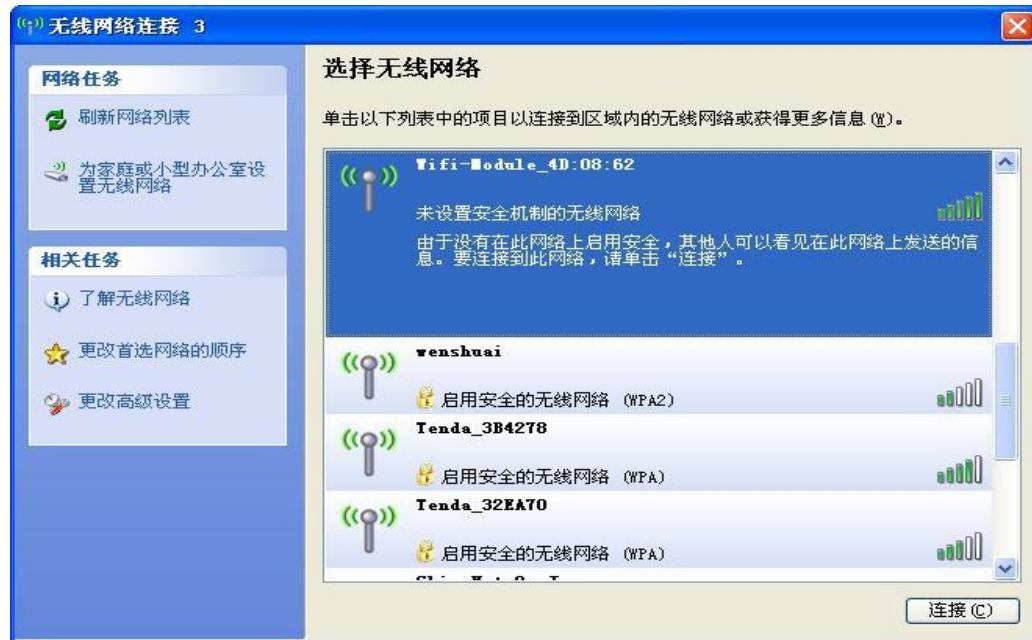 无线网络连接 3
网络任务
刷新网络列表
为家庭或小型办公室设
置无线网络
相关任务
了解无线网络
更改首选网络的顺序
更改高级设置
选择无线网络
单击以下列表中的项目以连接到区域内的无线网络或获得更多信息(W)。
Wifi-Module_4D:08:62
未设置安全机制的无线网络
由于没有在此网络上启用安全，其他人可以看见在此网络上发送的信
息。要连接到此网络，请单击“连接”。
wenshuai
启用安全的无线网络 (WPA2)
Tenda_3B4278
启用安全的无线网络 (WPA)
Tenda_32EA70
启用安全的无线网络 (WPA)
连接(C)